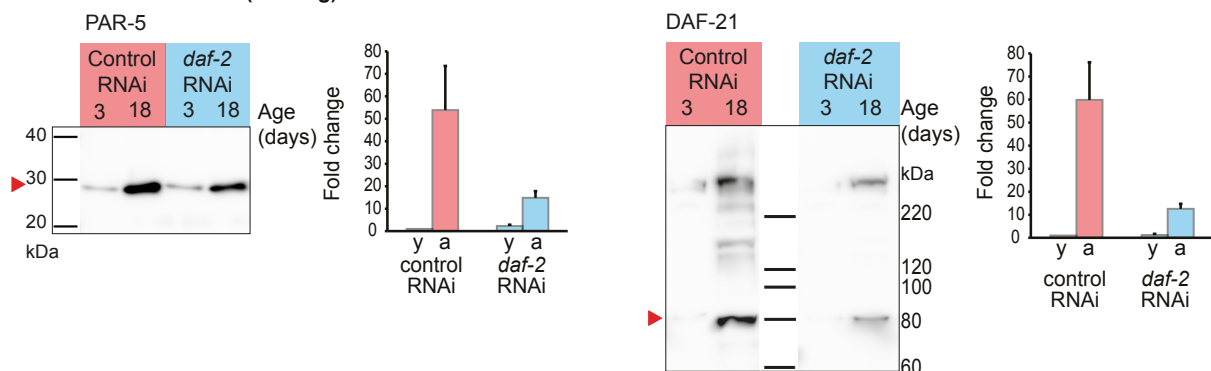 PAR-5
Control RNAi
daf-2 RNAi
3 18 3 18 Age (days)
40
30
20
kDa
Fold change
80
70
60
50
40
30
20
10
0
y a y a
control RNAi
daf-2 RNAi
DAF-21
Control RNAi
daf-2 RNAi
3 18 3 18 Age (days)
kDa
220
120
100
80
60
Fold change
80
70
60
50
40
30
20
10
0
y a y a
control RNAi
daf-2 RNAi